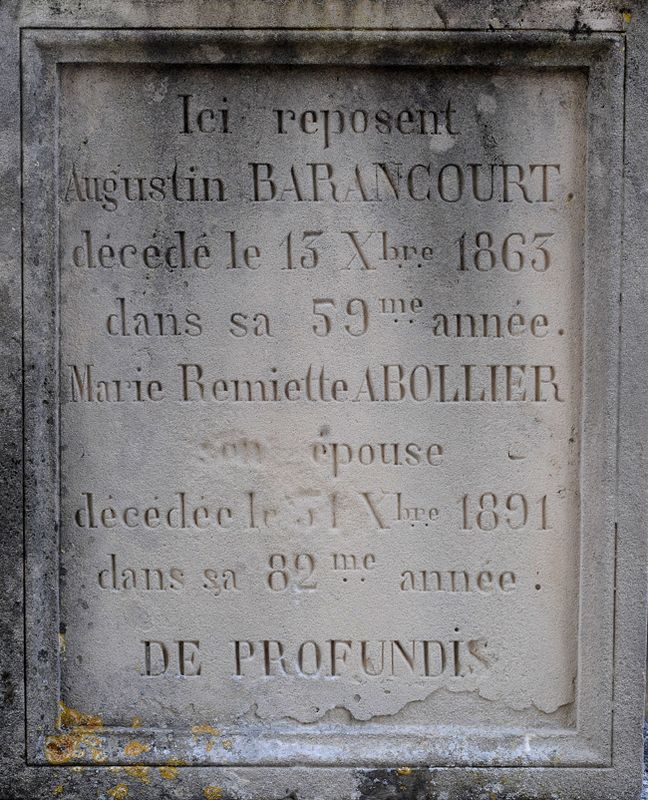 Ici reposent
Augustin BARANCOURT.
décédé le 13 Xbre 1863
dans sa 59me année.
Marie Remiette ABOLLIER
son épouse
décédée le 31 Xbre 1891
dans sa 82me année :
DE PROFUNDIS